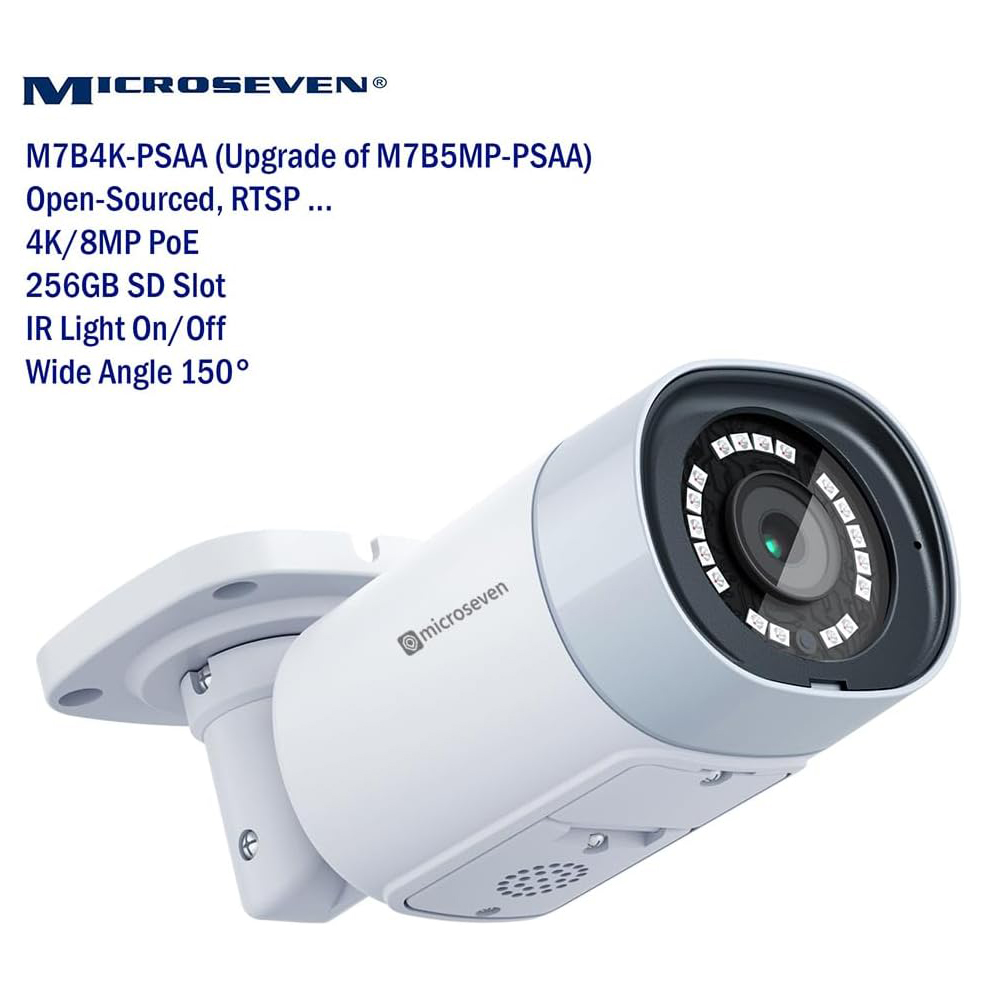 MICROSEVEN®
M7B4K-PSAA (Upgrade of M7B5MP-PSAA)
Open-Sourced, RTSP ...
4K/8MP PoE
256GB SD Slot
IR Light On/Off
Wide Angle 150°
microseven